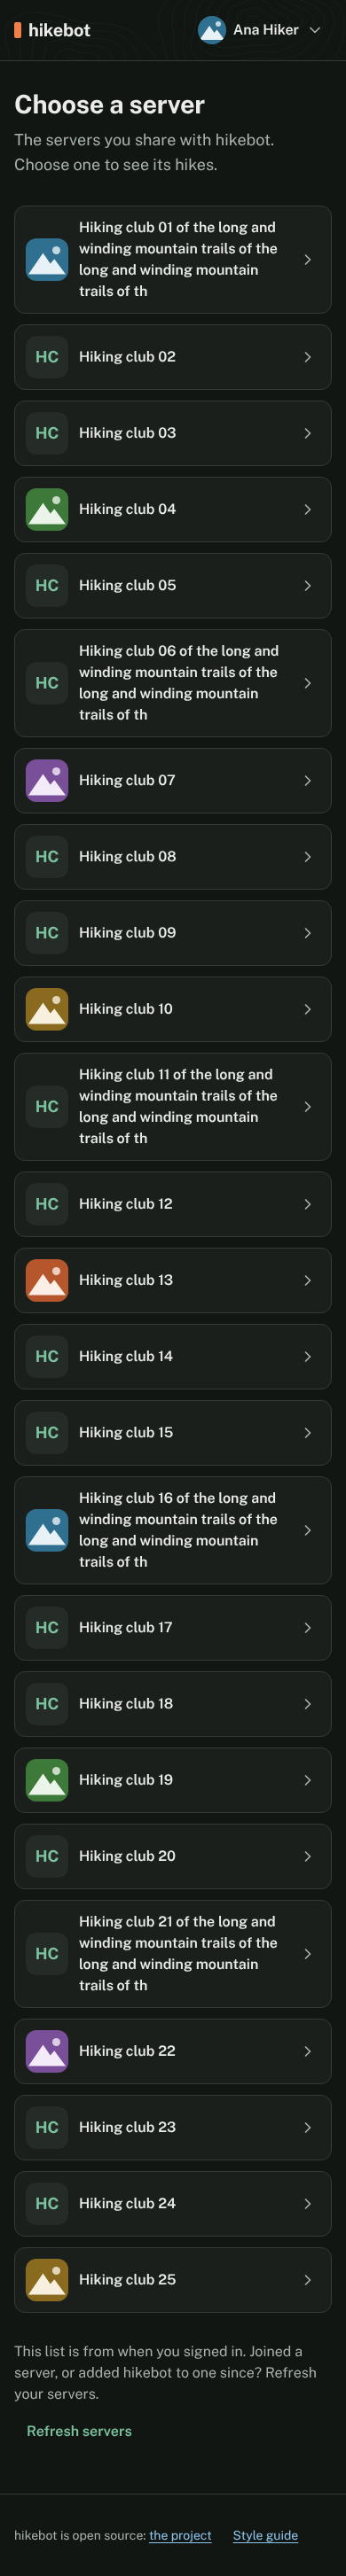 hikebot
Ana Hiker
Choose a server
The servers you share with hikebot.
Choose one to see its hikes.
Hiking club 01 of the long and
winding mountain trails of the
long and winding mountain
trails of th
HC
Hiking club 02
HC
Hiking club 03
Hiking club 04
HC
Hiking club 05
HC
Hiking club 06 of the long and
winding mountain trails of the
long and winding mountain
trails of th
Hiking club 07
HC
Hiking club 08
HC
Hiking club 09
Hiking club 10
HC
Hiking club 11 of the long and
winding mountain trails of the
long and winding mountain
trails of th
HC
Hiking club 12
Hiking club 13
HC
Hiking club 14
HC
Hiking club 15
Hiking club 16 of the long and
winding mountain trails of the
long and winding mountain
trails of th
HC
Hiking club 17
HC
Hiking club 18
Hiking club 19
HC
Hiking club 20
HC
Hiking club 21 of the long and
winding mountain trails of the
long and winding mountain
trails of th
Hiking club 22
HC
Hiking club 23
HC
Hiking club 24
Hiking club 25
This list is from when you signed in. Joined a
server, or added hikebot to one since? Refresh
your servers.
Refresh servers
hikebot is open source: the project
Style guide